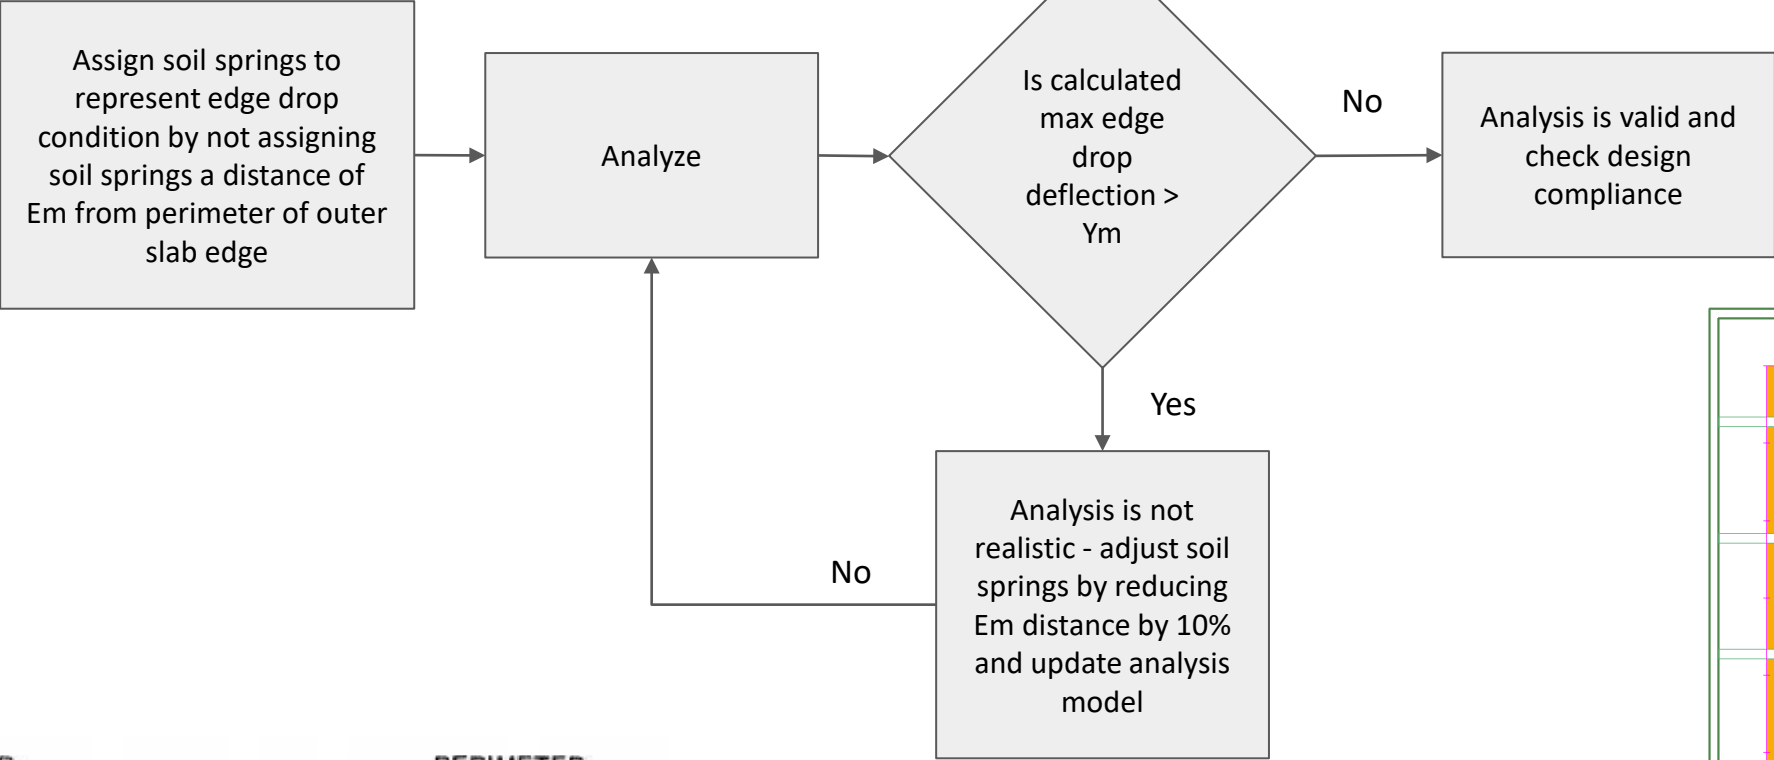 Assign soil springs to
represent edge drop
condition by not assigning
soil springs a distance of
Em from perimeter of outer
slab edge
Analyze
Is calculated
max edge
drop
deflection >
Ym
No
Analysis is valid and
check design
compliance
Yes
Analysis is not
realistic - adjust soil
springs by reducing
Em distance by 10%
and update analysis
model
No
PERIMETER